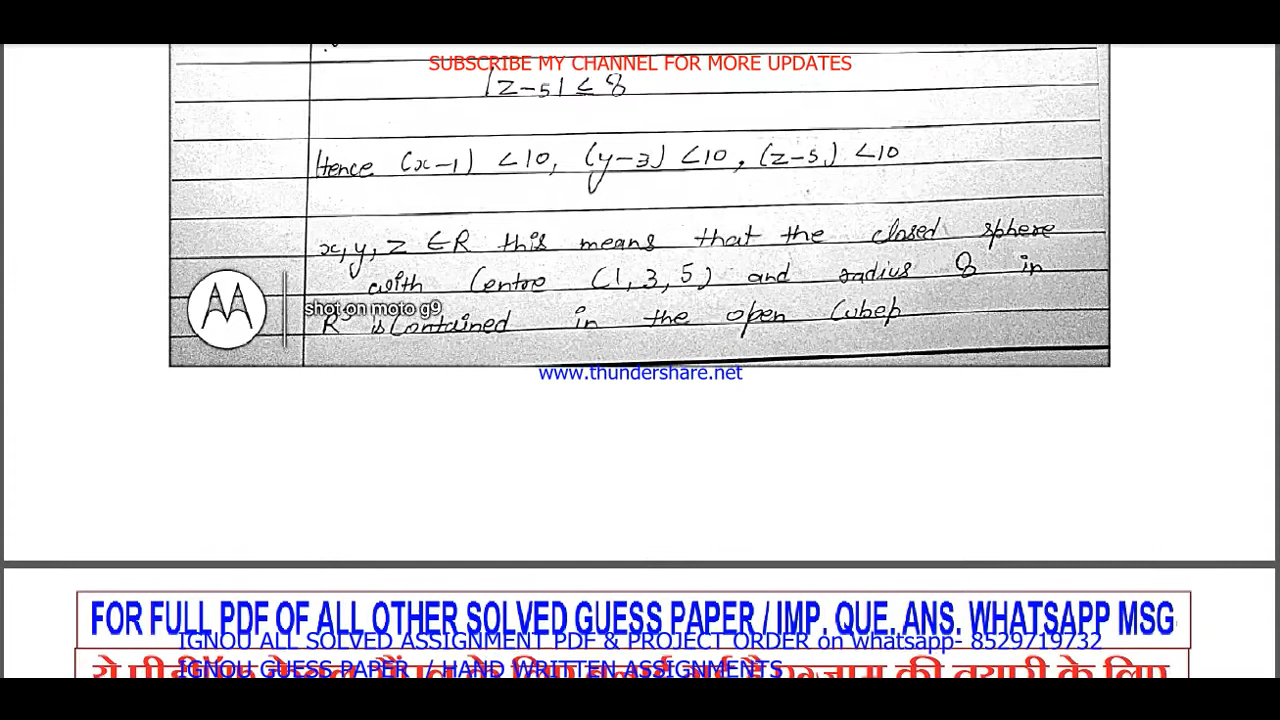 SUBSCRIBE MY CHANNEL FOR MORE UPDATES
|z-5| ≤ 8
Hence (x-1) <10, (y-3) <10, (z-5) <10
x, y, z ∈ R this means that the closed sphere
with Centre (1, 3, 5) and radius 8 in
shot on moto g9
R³ is Contained in the open Cubep
www.thundershare.net
FOR FULL PDF OF ALL OTHER SOLVED GUESS PAPER / IMP. QUE. ANS. WHATSAPP MSG
IGNOU ALL SOLVED ASSIGNMENT PDF & PROJECT ORDER on whatsapp- 8529719732
IGNOU GUESS PAPER / HAND WRITTEN ASSIGNMENTS
की तयारी के लिए